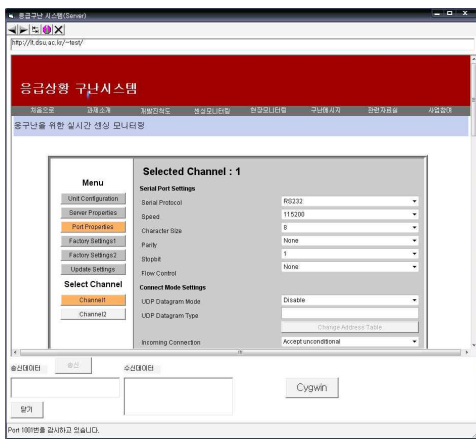 응급구난 시스템(Server)
http://lt.dsu.ac.kr/~test/
응급상황 구난시스템
처음으로 과제소개 개발진척도 센싱모니터링 현장모니터링 구난메시지 관련자료실 사업참여
응구난을 위한 실시간 센싱 모니터링
Selected Channel : 1
Menu
Serial Port Settings
Unit Configuration
Serial Protocol RS232
Server Properties
Speed 115200
Port Properties
Character Size 8
Factory Settings1
Parity None
Factory Settings2
Stopbit 1
Update Settings
Flow Control None
Select Channel
Connect Mode Settings
Channel1
UDP Datagram Mode Disable
Channel2
UDP Datagram Type
Change Address Table
Incoming Connection Accept unconditional
송신데이터 송신 수신데이터
Cygwin
닫기
Port 1001번을 감시하고 있습니다.